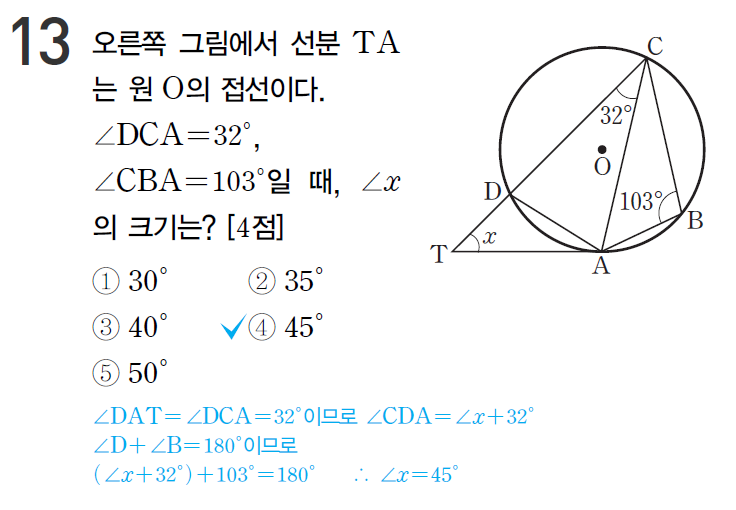 13 오른쪽 그림에서 선분 TA
는 원 O의 접선이다.
∠DCA=32°,
∠CBA=103°일 때, ∠x
의 크기는? [4점]
① 30° ② 35°
③ 40° ④ 45°
⑤ 50°
∠DAT=∠DCA=32°이므로 ∠CDA=∠x+32°
∠D+∠B=180°이므로
(∠x+32°)+103°=180° ∴ ∠x=45°
C
32°
O
D
103°
B
x
T
A